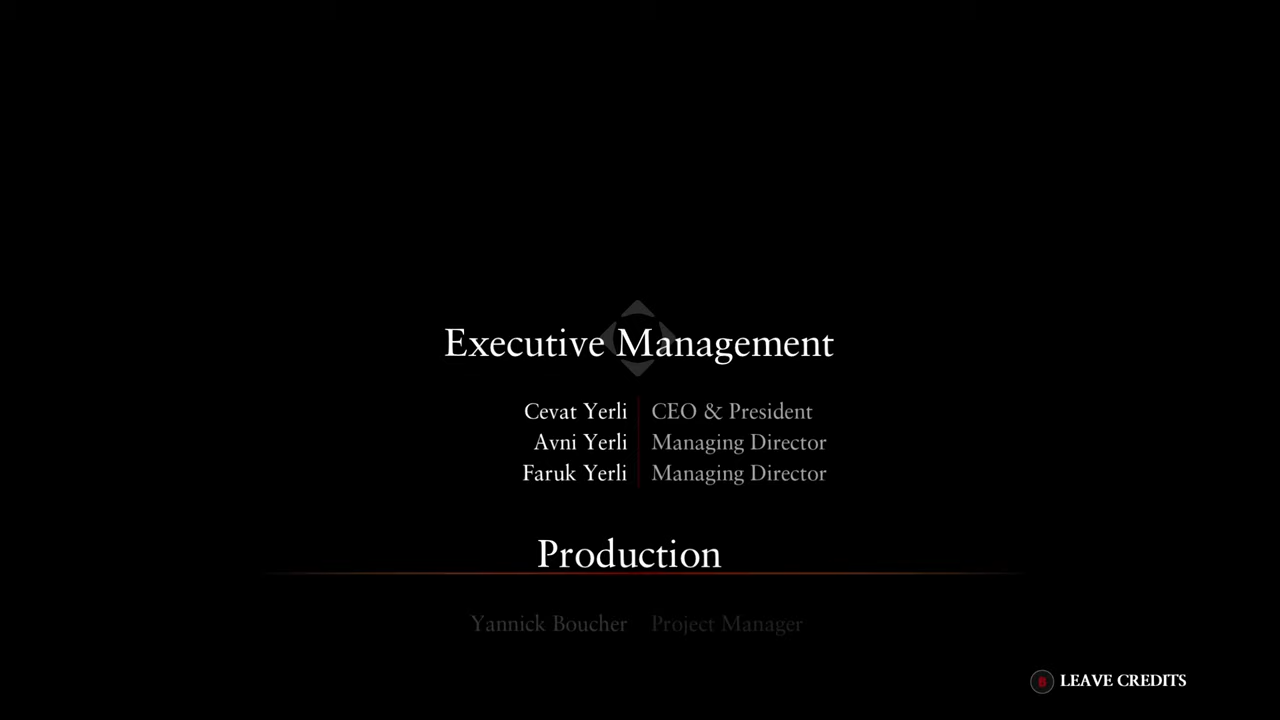 Executive Management
Cevat Yerli CEO & President
Avni Yerli Managing Director
Faruk Yerli Managing Director
Production
Yannick Boucher Project Manager
B LEAVE CREDITS